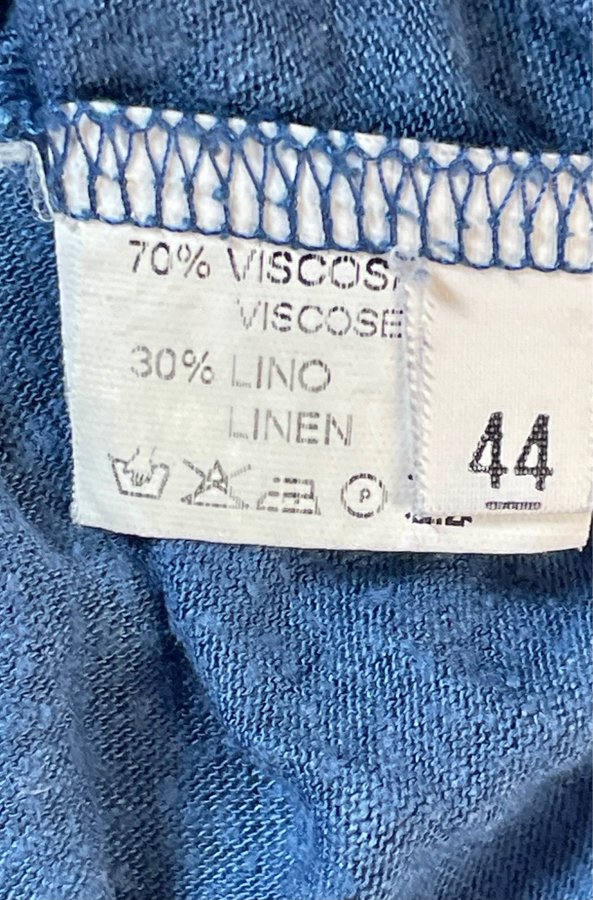 70% VISCOS
VISCOSE
30% LINO
LINEN
P
44